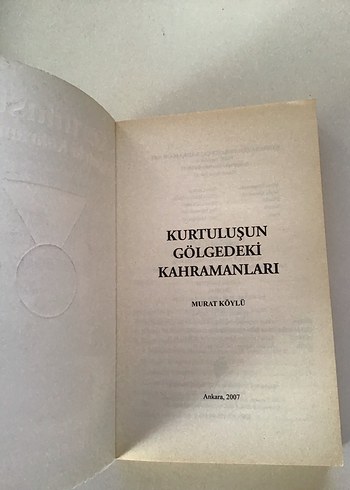 KURTULUŞUN
GÖLGEDEKİ
KAHRAMANLARI
MURAT KÖYLÜ
Ankara, 2007